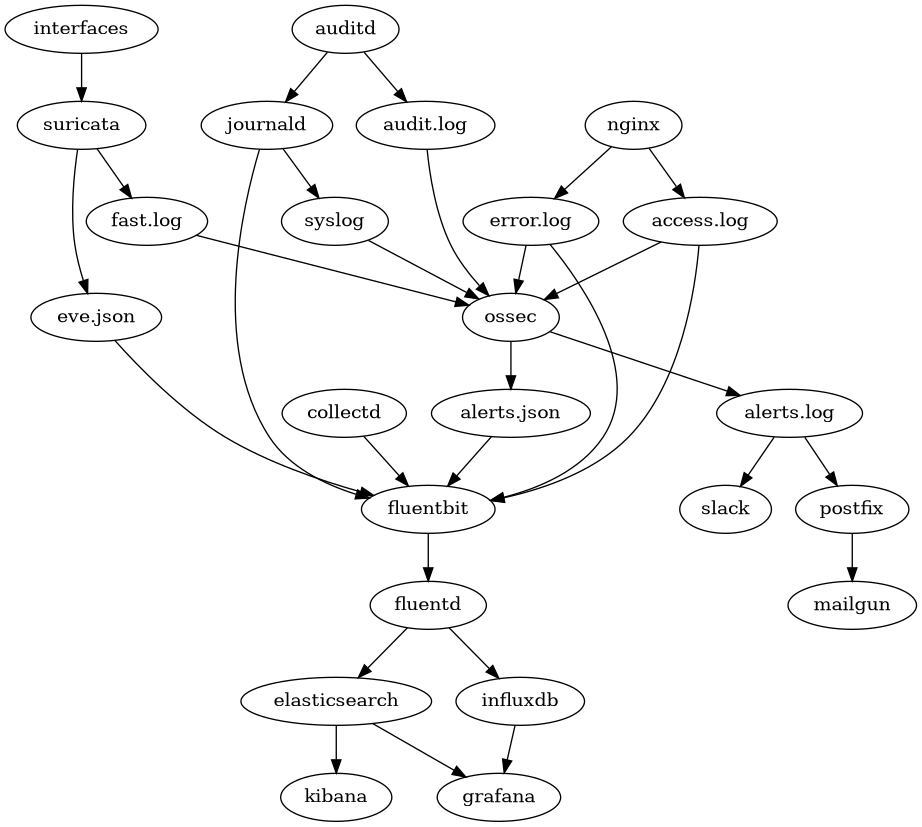 interfaces
auditd
suricata
journald
audit.log
nginx
fast.log
syslog
error.log
access.log
eve.json
ossec
collectd
alerts.json
alerts.log
fluentbit
slack
postfix
fluentd
mailgun
elasticsearch
influxdb
kibana
grafana